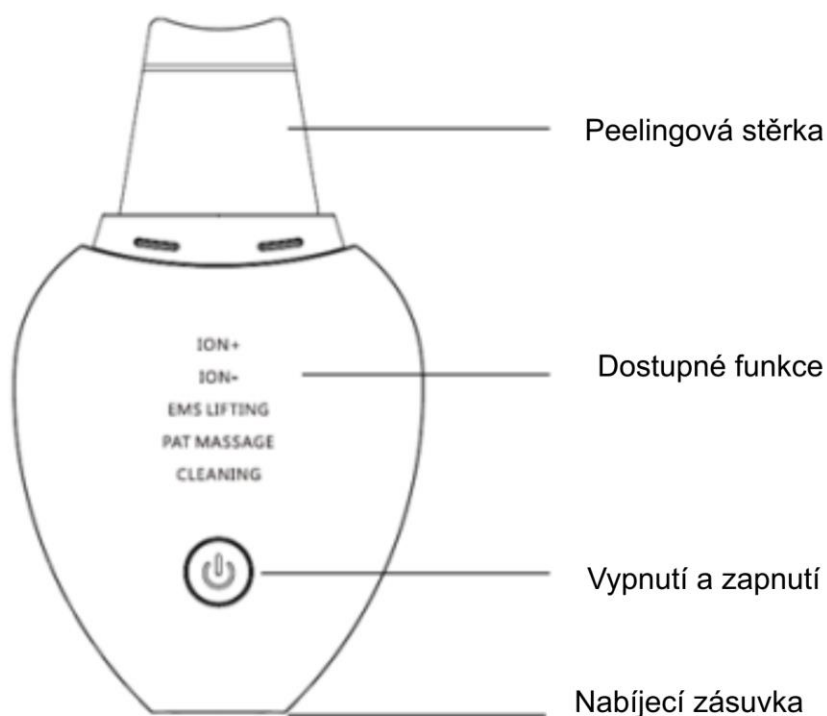 Peelingová stěrka
ION+
ION-
EMS LIFTING
PAT MASSAGE
CLEANING
Dostupné funkce
Vypnutí a zapnutí
Nabíjecí zásuvka